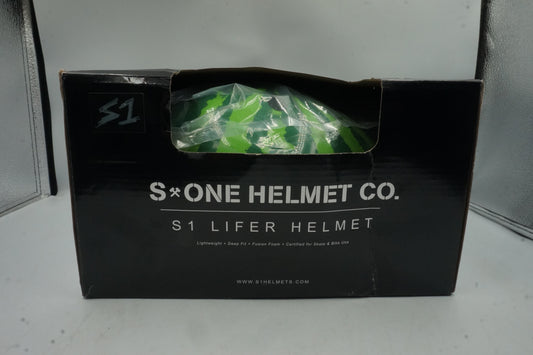 S1
S ONE HELMET CO.
S1 LIFER HELMET
Lightweight • Deep Fit • Fusion Foam • Certified for Skate & Bike Use
WWW.S1HELMETS.COM